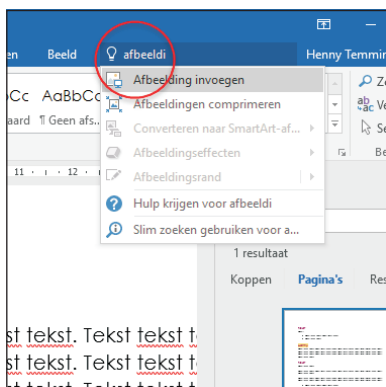 en Beeld afbeeldi Henny Temmin
Cc AaBbCc
aard ¶ Geen afs...
Afbeelding invoegen
Afbeeldingen comprimeren
Converteren naar SmartArt-af...
Afbeeldingseffecten
Afbeeldingsrand
Hulp krijgen voor afbeeldi
Slim zoeken gebruiken voor a...
Z
ab Ve
ac
Se
Be
11 · ı · 12 ·
1 resultaat
Koppen Pagina's Res
st tekst. Tekst tekst t
st tekst. Tekst tekst t